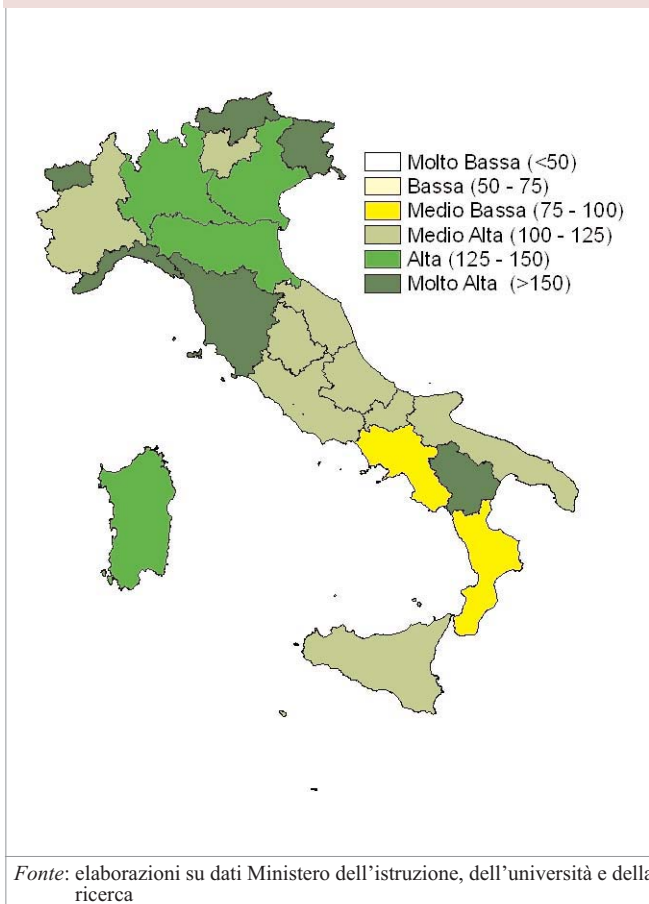 Molto Bassa (<50)
Bassa (50 - 75)
Medio Bassa (75 - 100)
Medio Alta (100 - 125)
Alta (125 - 150)
Molto Alta (>150)
Fonte: elaborazioni su dati Ministero dell'istruzione, dell'università e della
ricerca